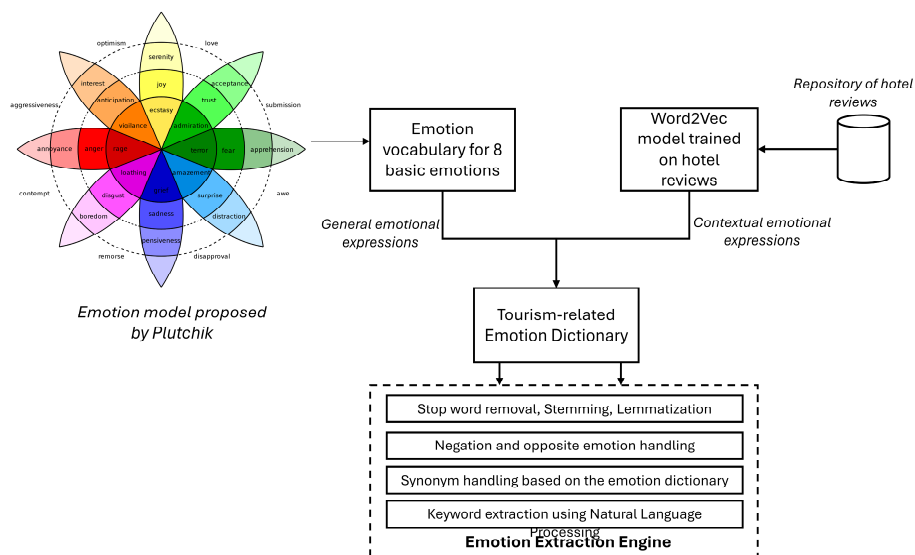 optimism
love
serenity
interest
joy
acceptance
anticipation
trust
aggressiveness
ecstasy
submission
vigilance
admiration
annoyance
anger
rage
terror
fear
apprehension
loathing
amazement
disgust
surprise
contempt
awe
boredom
sadness
distraction
pensiveness
remorse
disapproval
Emotion model proposed
by Plutchik
Emotion
vocabulary for 8
basic emotions
Word2Vec
model trained
on hotel
reviews
Repository of hotel
reviews
General emotional
expressions
Contextual emotional
expressions
Tourism-related
Emotion Dictionary
Stop word removal, Stemming, Lemmatization
Negation and opposite emotion handling
Synonym handling based on the emotion dictionary
Keyword extraction using Natural Language
Processing
Emotion Extraction Engine